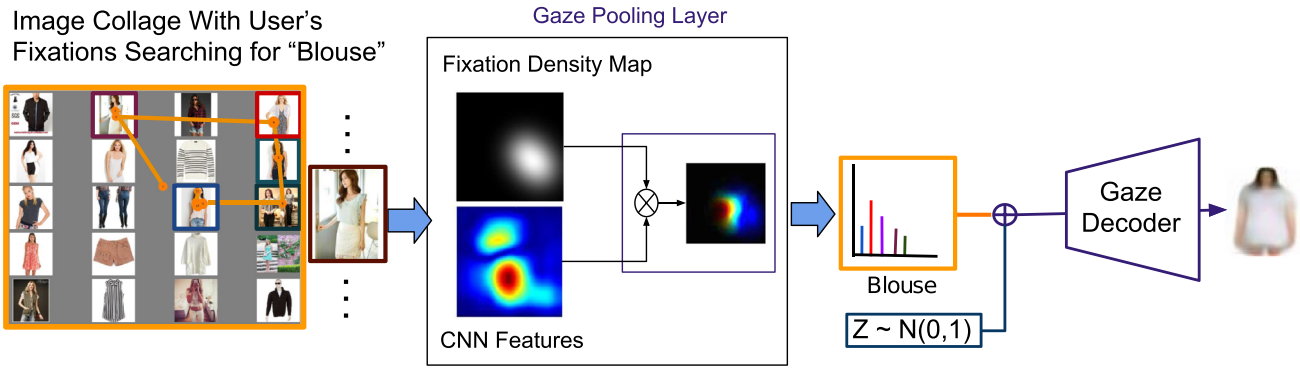 Image Collage With User's
Fixations Searching for “Blouse”
Gaze Pooling Layer
Fixation Density Map
CNN Features
Blouse
Z ~ N(0,1)
Gaze
Decoder